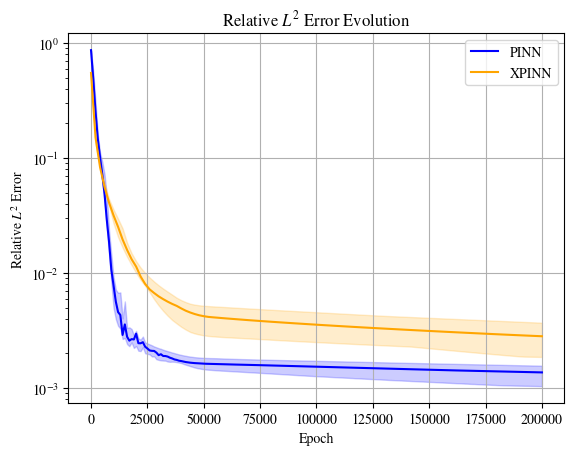 Relative L² Error Evolution
PINN
XPINN
Relative L² Error
10⁰
10⁻¹
10⁻²
10⁻³
0 25000 50000 75000 100000 125000 150000 175000 200000
Epoch